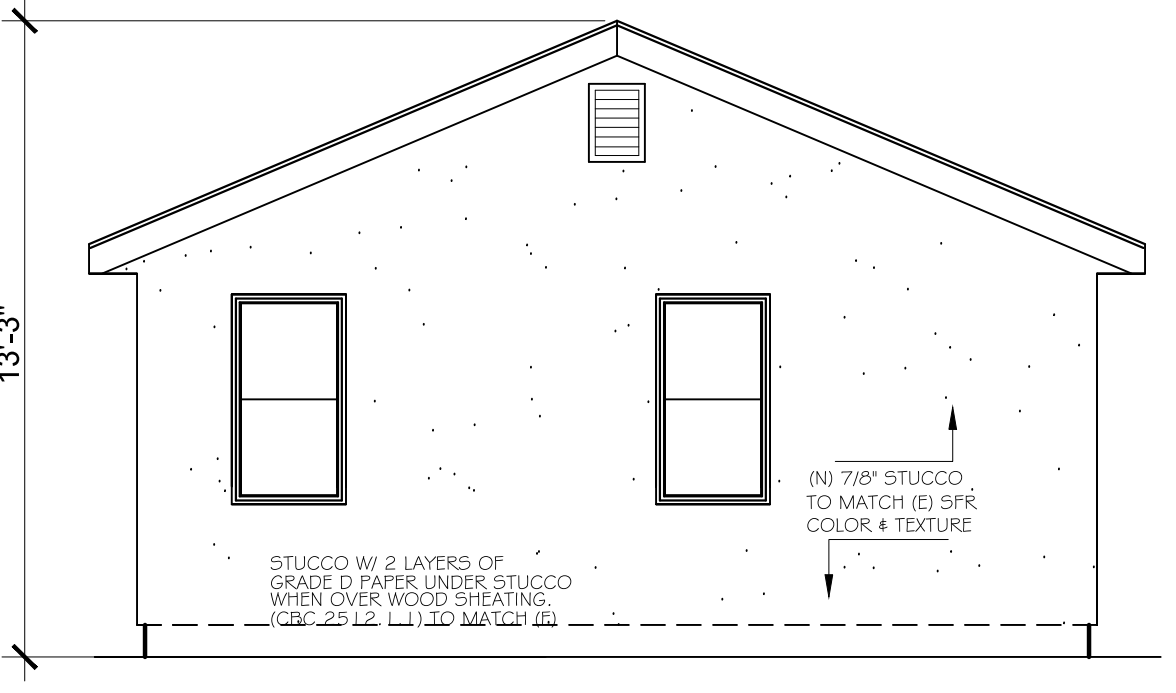 13'-3"
(N) 7/8" STUCCO
TO MATCH (E) SFR
COLOR & TEXTURE
STUCCO W/ 2 LAYERS OF
GRADE D PAPER UNDER STUCCO
WHEN OVER WOOD SHEATING.
(CBC 2512.1.1) TO MATCH (E)